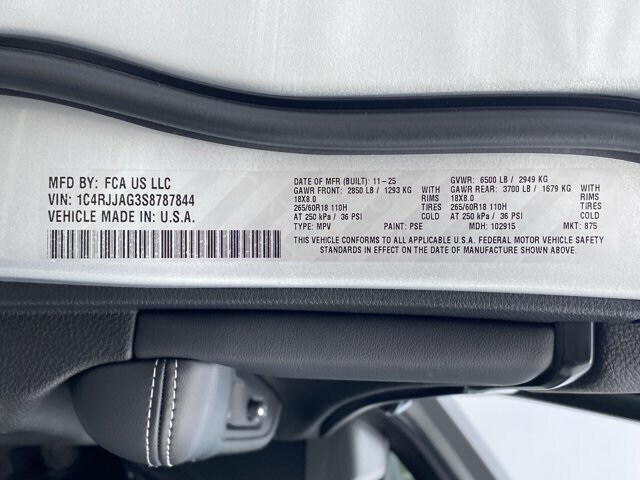 MFD BY: FCA US LLC
VIN: 1C4RJJAG3S8787844
VEHICLE MADE IN: U.S.A.
DATE OF MFR (BUILT): 11-25 GVWR: 6500 LB / 2949 KG
GAWR FRONT: 2850 LB / 1293 KG WITH GAWR REAR: 3700 LB / 1679 KG WITH
18X8.0 RIMS 18X8.0 RIMS
265/60R18 110H TIRES 265/60R18 110H TIRES
AT 250 kPa / 36 PSI COLD AT 250 kPa / 36 PSI COLD
TYPE: MPV PAINT: PSE MDH: 102915 MKT: 875
THIS VEHICLE CONFORMS TO ALL APPLICABLE U.S.A. FEDERAL MOTOR VEHICLE SAFETY
STANDARDS IN EFFECT ON THE DATE OF MANUFACTURE SHOWN ABOVE.